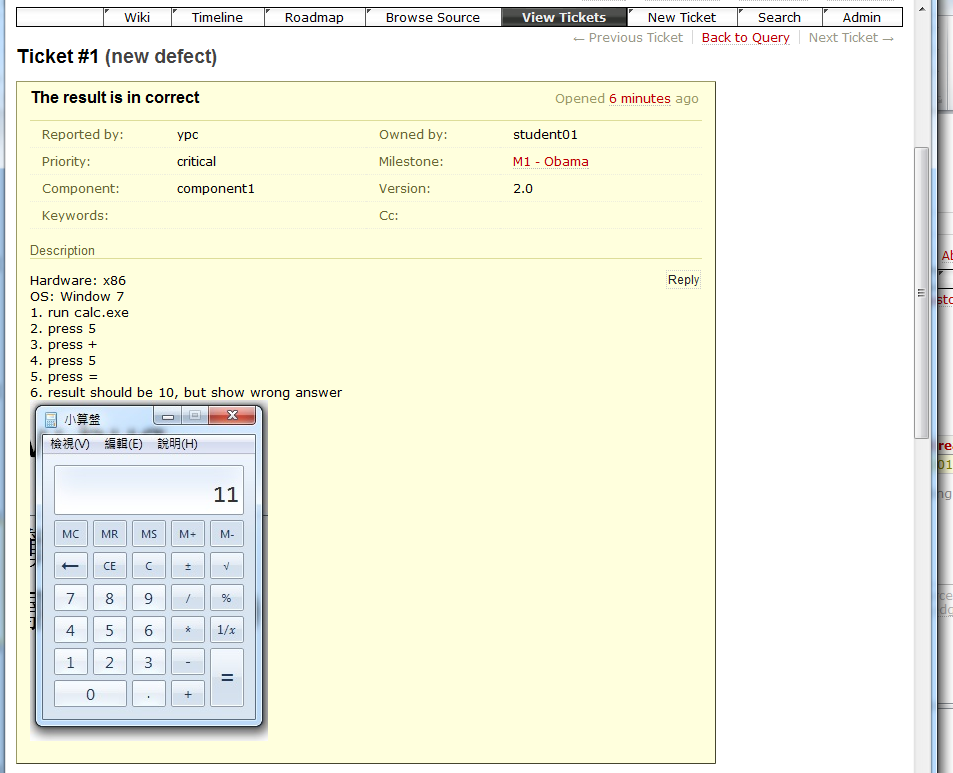 Wiki Timeline Roadmap Browse Source View Tickets New Ticket Search Admin
← Previous Ticket Back to Query Next Ticket →
Ticket #1 (new defect)
The result is in correct Opened 6 minutes ago
Reported by: ypc Owned by: student01
Priority: critical Milestone: M1 - Obama
Component: component1 Version: 2.0
Keywords: Cc:
Description
Reply
Hardware: x86
OS: Window 7
1. run calc.exe
2. press 5
3. press +
4. press 5
5. press =
6. result should be 10, but show wrong answer
小算盤
檢視(V) 編輯(E) 說明(H)
11
MC MR MS M+ M-
← CE C ± √
7 8 9 / %
4 5 6 * 1/x
1 2 3 - =
0 . +